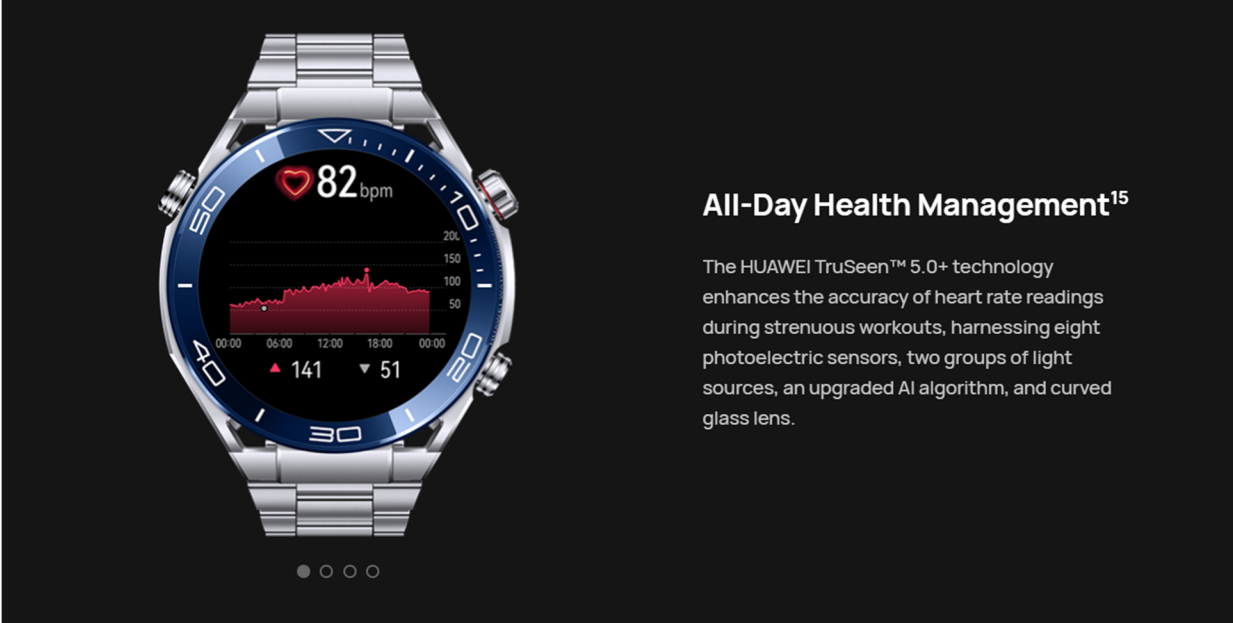 82 bpm
10
50
200
150
100
50
00:00 06:00 12:00 18:00 00:00
141 51
40
20
30
All-Day Health Management15
The HUAWEI TruSeen™ 5.0+ technology
enhances the accuracy of heart rate readings
during strenuous workouts, harnessing eight
photoelectric sensors, two groups of light
sources, an upgraded AI algorithm, and curved
glass lens.